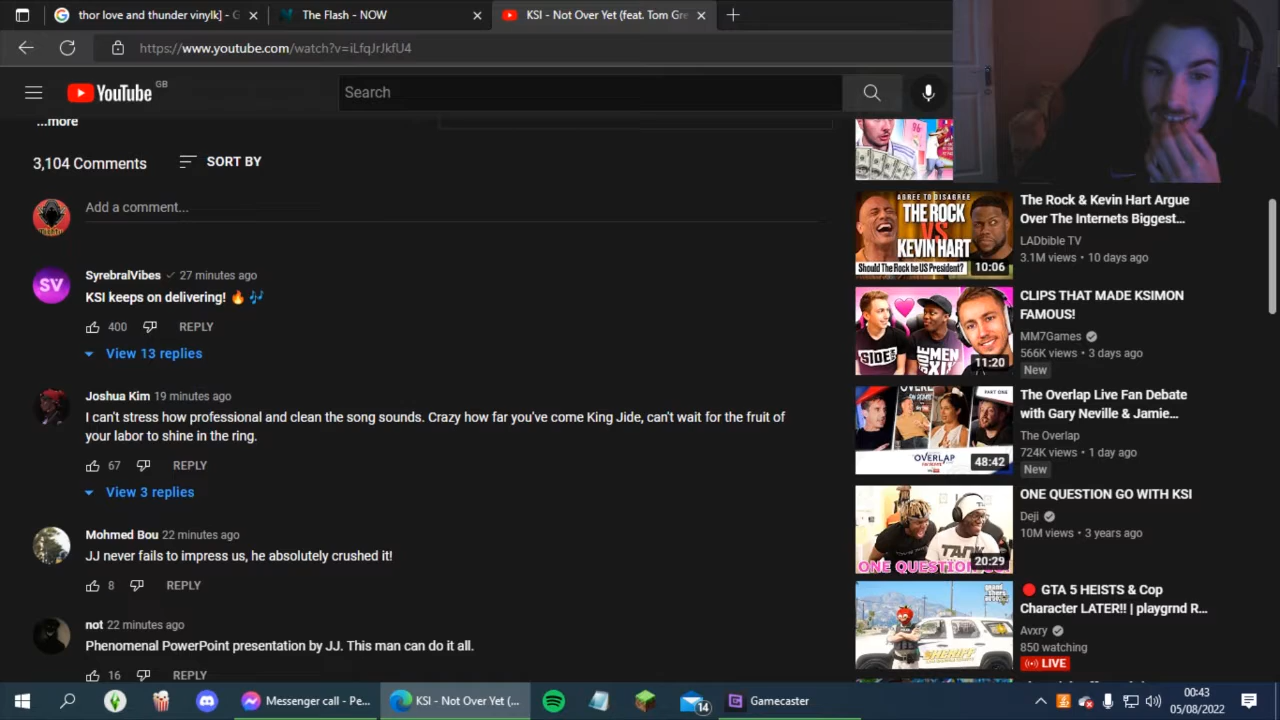 thor love and thunder vinylk] - G
The Flash - NOW
KSI - Not Over Yet (feat. Tom Gre
https://www.youtube.com/watch?v=iLfqJrJkfU4
YouTube GB
Search
...more
3,104 Comments
SORT BY
Add a comment...
SV
SyrebralVibes 27 minutes ago
KSI keeps on delivering! 🔥 🎶
400 REPLY
View 13 replies
Joshua Kim 19 minutes ago
I can't stress how professional and clean the song sounds. Crazy how far you've come King Jide, can't wait for the fruit of
your labor to shine in the ring.
67 REPLY
View 3 replies
Mohmed Bou 22 minutes ago
JJ never fails to impress us, he absolutely crushed it!
8 REPLY
not 22 minutes ago
Phenomenal Powerpoint presentation by JJ. This man can do it all.
16 REPLY
AGREE TO DISAGREE
THE ROCK
VS
KEVIN HART
Should The Rock be US President?
10:06
The Rock & Kevin Hart Argue
Over The Internets Biggest...
LADbible TV
3.1M views • 10 days ago
SIDE
SIDEMEN
XIX
11:20
CLIPS THAT MADE KSIMON
FAMOUS!
MM7Games
566K views • 3 days ago
New
PART ONE
OVERLAP
48:42
The Overlap Live Fan Debate
with Gary Neville & Jamie...
The Overlap
724K views • 1 day ago
New
TANK
ONE QUESTION
20:29
ONE QUESTION GO WITH KSI
Deji
10M views • 3 years ago
SHERIFF
🔴 GTA 5 HEISTS & Cop
Character LATER!! | playgrnd R...
Avxry
850 watching
LIVE
Messenger call - P...
KSI - Not Over Yet (...
14
Gamecaster
00:43
05/08/2022